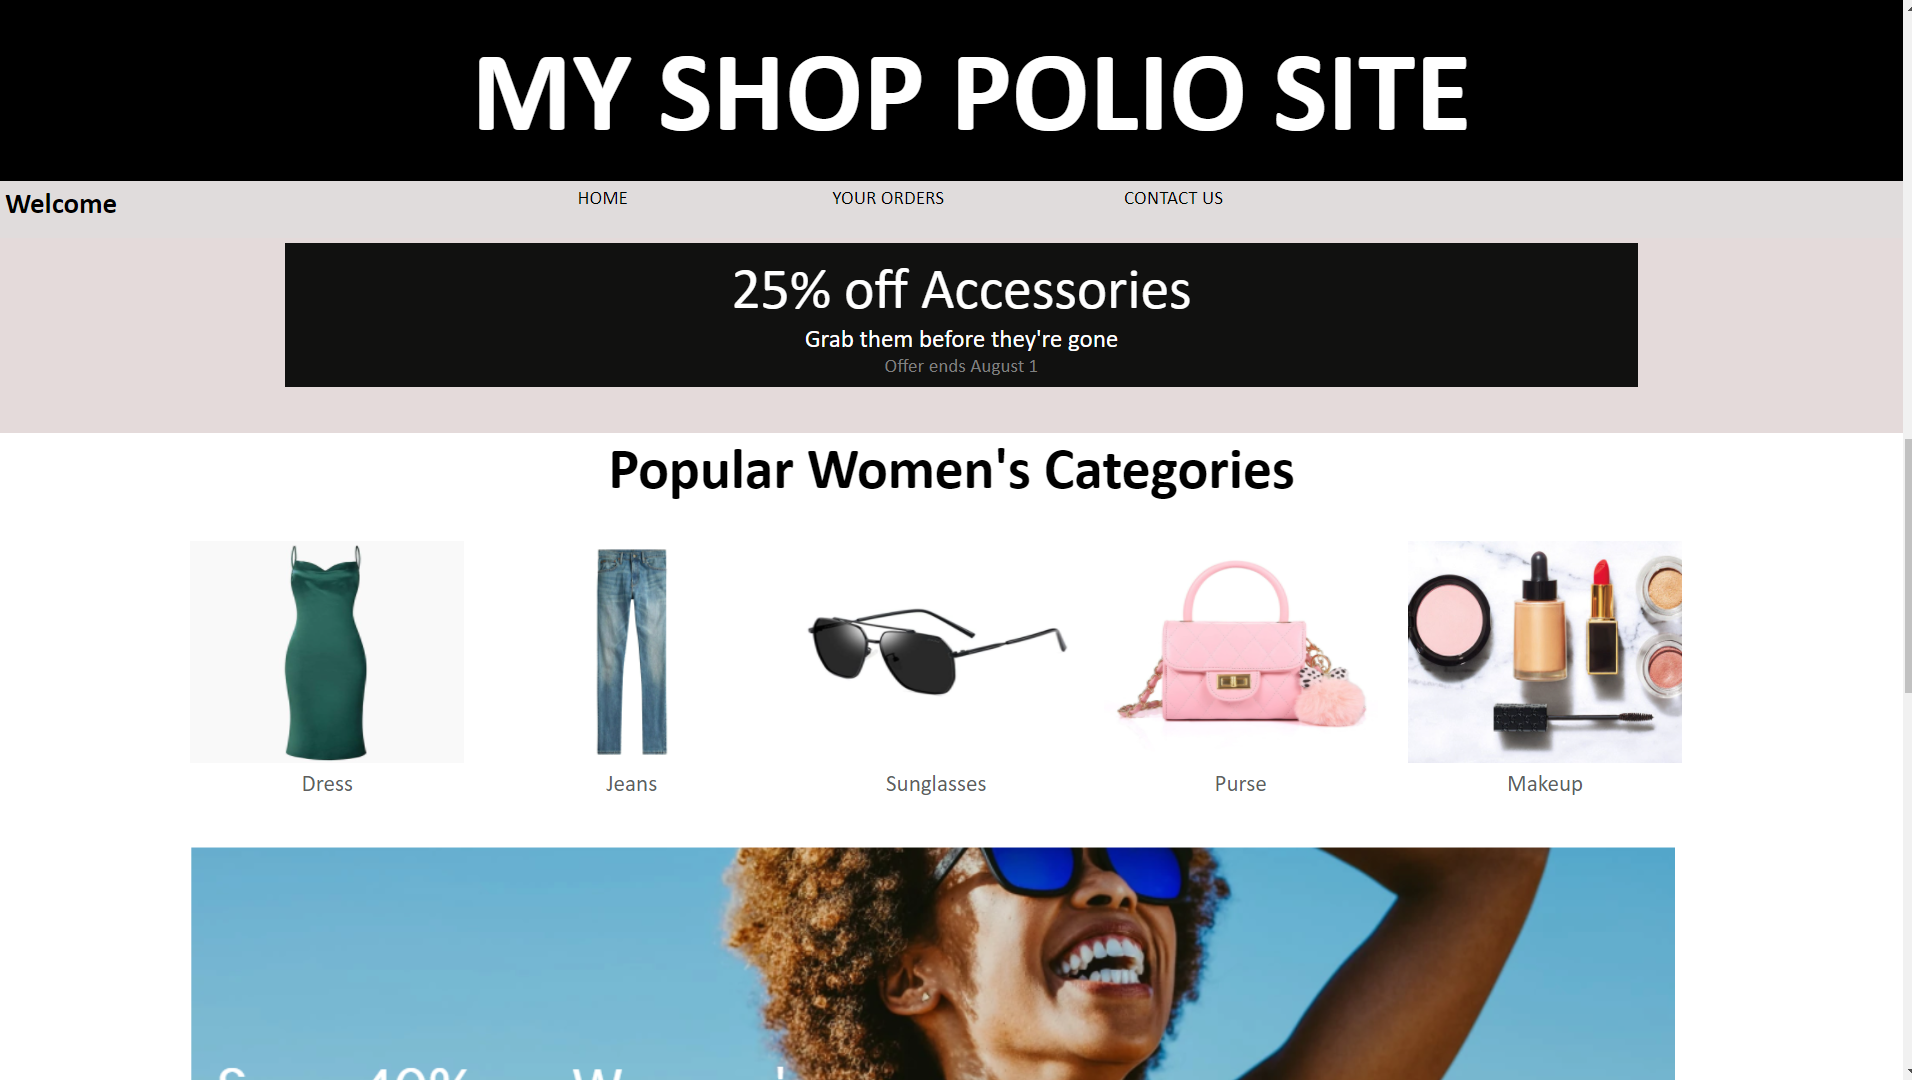 MY SHOP POLIO SITE
Welcome
HOME
YOUR ORDERS
CONTACT US
25% off Accessories
Grab them before they're gone
Offer ends August 1
Popular Women's Categories
Dress
Jeans
Sunglasses
Purse
Makeup
40%